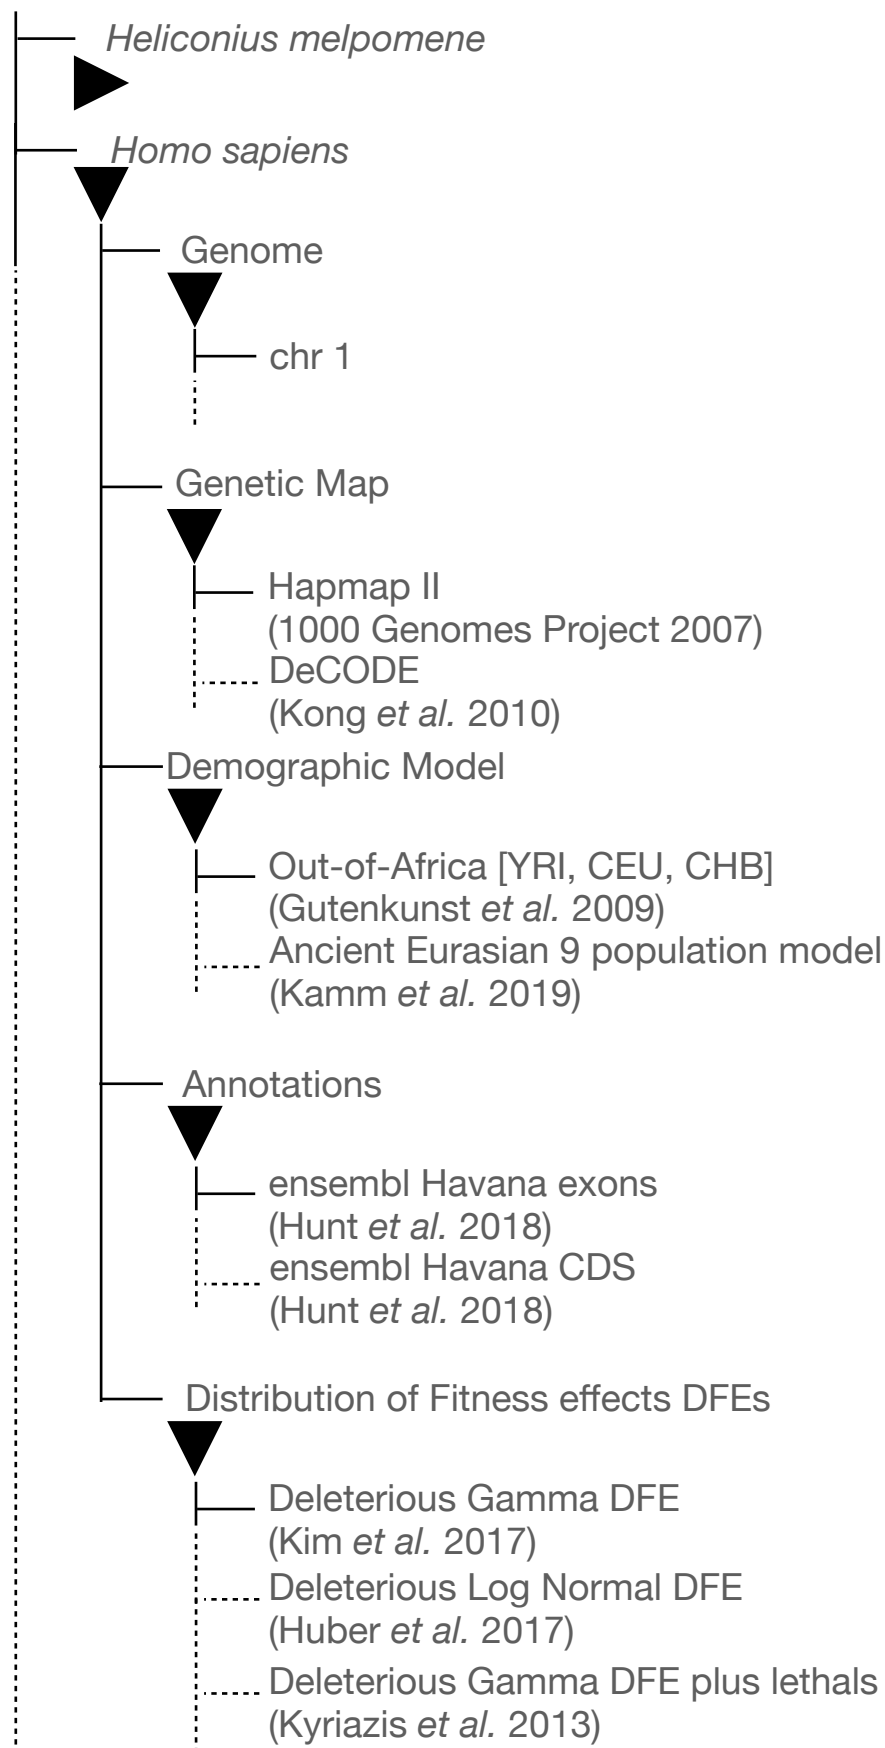 Heliconius melpomene
Homo sapiens
Genome
chr 1
Genetic Map
Hapmap II
(1000 Genomes Project 2007)
DeCODE
(Kong et al. 2010)
Demographic Model
Out-of-Africa [YRI, CEU, CHB]
(Gutenkunst et al. 2009)
Ancient Eurasian 9 population model
(Kamm et al. 2019)
Annotations
ensembl Havana exons
(Hunt et al. 2018)
ensembl Havana CDS
(Hunt et al. 2018)
Distribution of Fitness effects DFEs
Deleterious Gamma DFE
(Kim et al. 2017)
Deleterious Log Normal DFE
(Huber et al. 2017)
Deleterious Gamma DFE plus lethals
(Kyriazis et al. 2013)